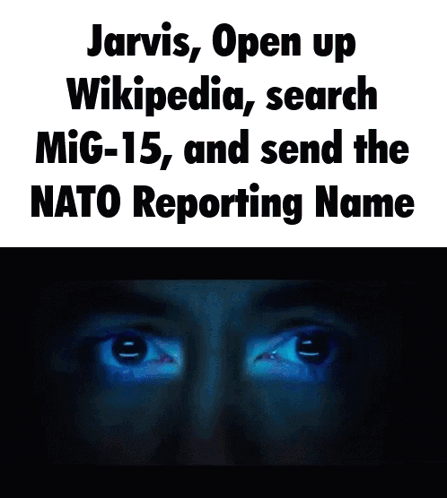 Jarvis, Open up
Wikipedia, search
MiG-15, and send the
NATO Reporting Name